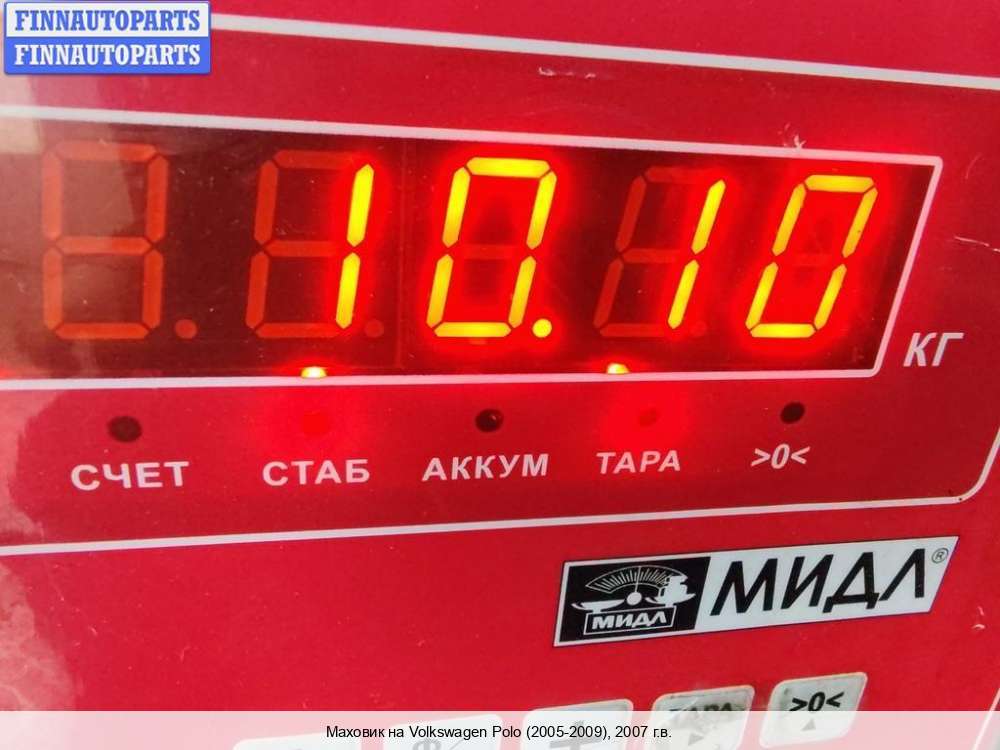 FINNAUTOPARTS
FINNAUTOPARTS
10.10
КГ
СЧЕТ СТАБ АККУМ ТАРА >0<
МИДЛ МИДЛ®
ТАРА >0<
Маховик на Volkswagen Polo (2005-2009), 2007 г.в.